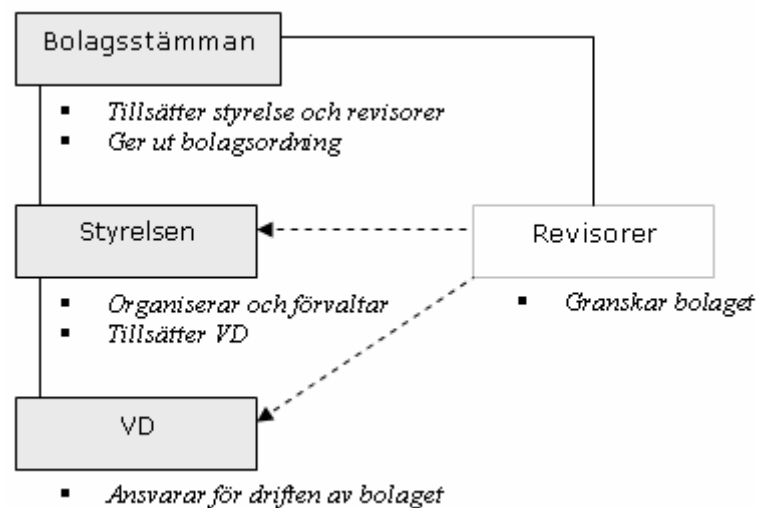 Bolagsstämman
▪ Tillsätter styrelse och revisorer
▪ Ger ut bolagsordning
Styrelsen
Revisorer
▪ Organiserar och förvaltar
▪ Tillsätter VD
▪ Granskar bolaget
VD
▪ Ansvarar för driften av bolaget